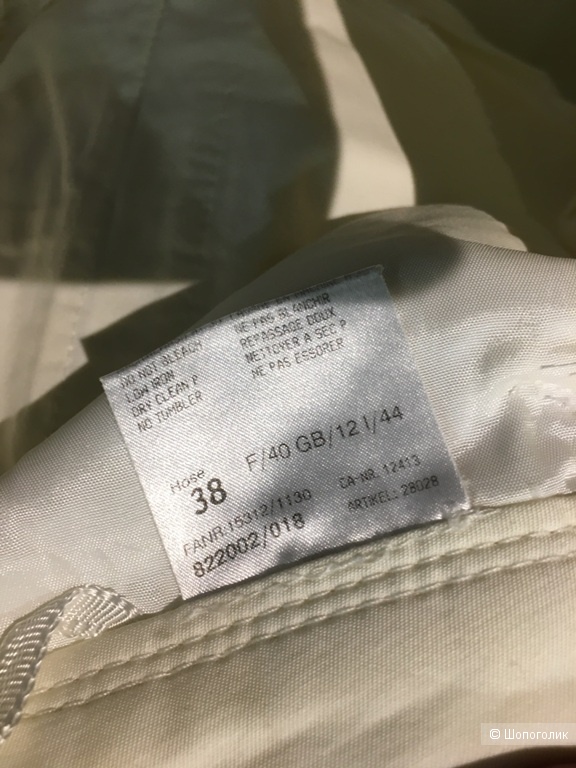 DO NOT BLEACH
LOW IRON
DRY CLEAN P
NO TUMBLER
NE PAS BLANCHIR
REPASSAGE DOUX
NETTOYER A SEC P
NE PAS ESSORER
Hose
38 F/40 GB/12 I/44
FANR.15312/1130 CA-NR. 12413
822002/018 ARTIKEL: 28028
© Шопоголик